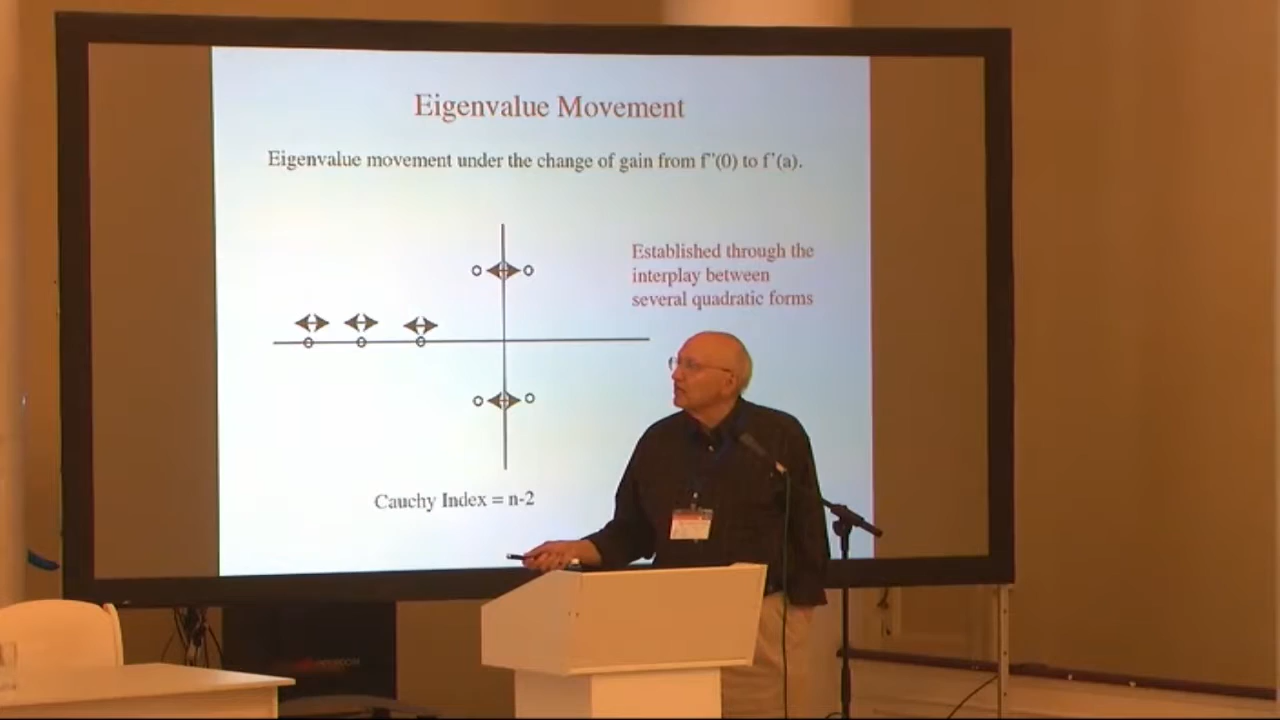 Eigenvalue Movement
Eigenvalue movement under the change of gain from f'(0) to f'(a).
Established through the
interplay between
several quadratic forms
Cauchy Index = n-2